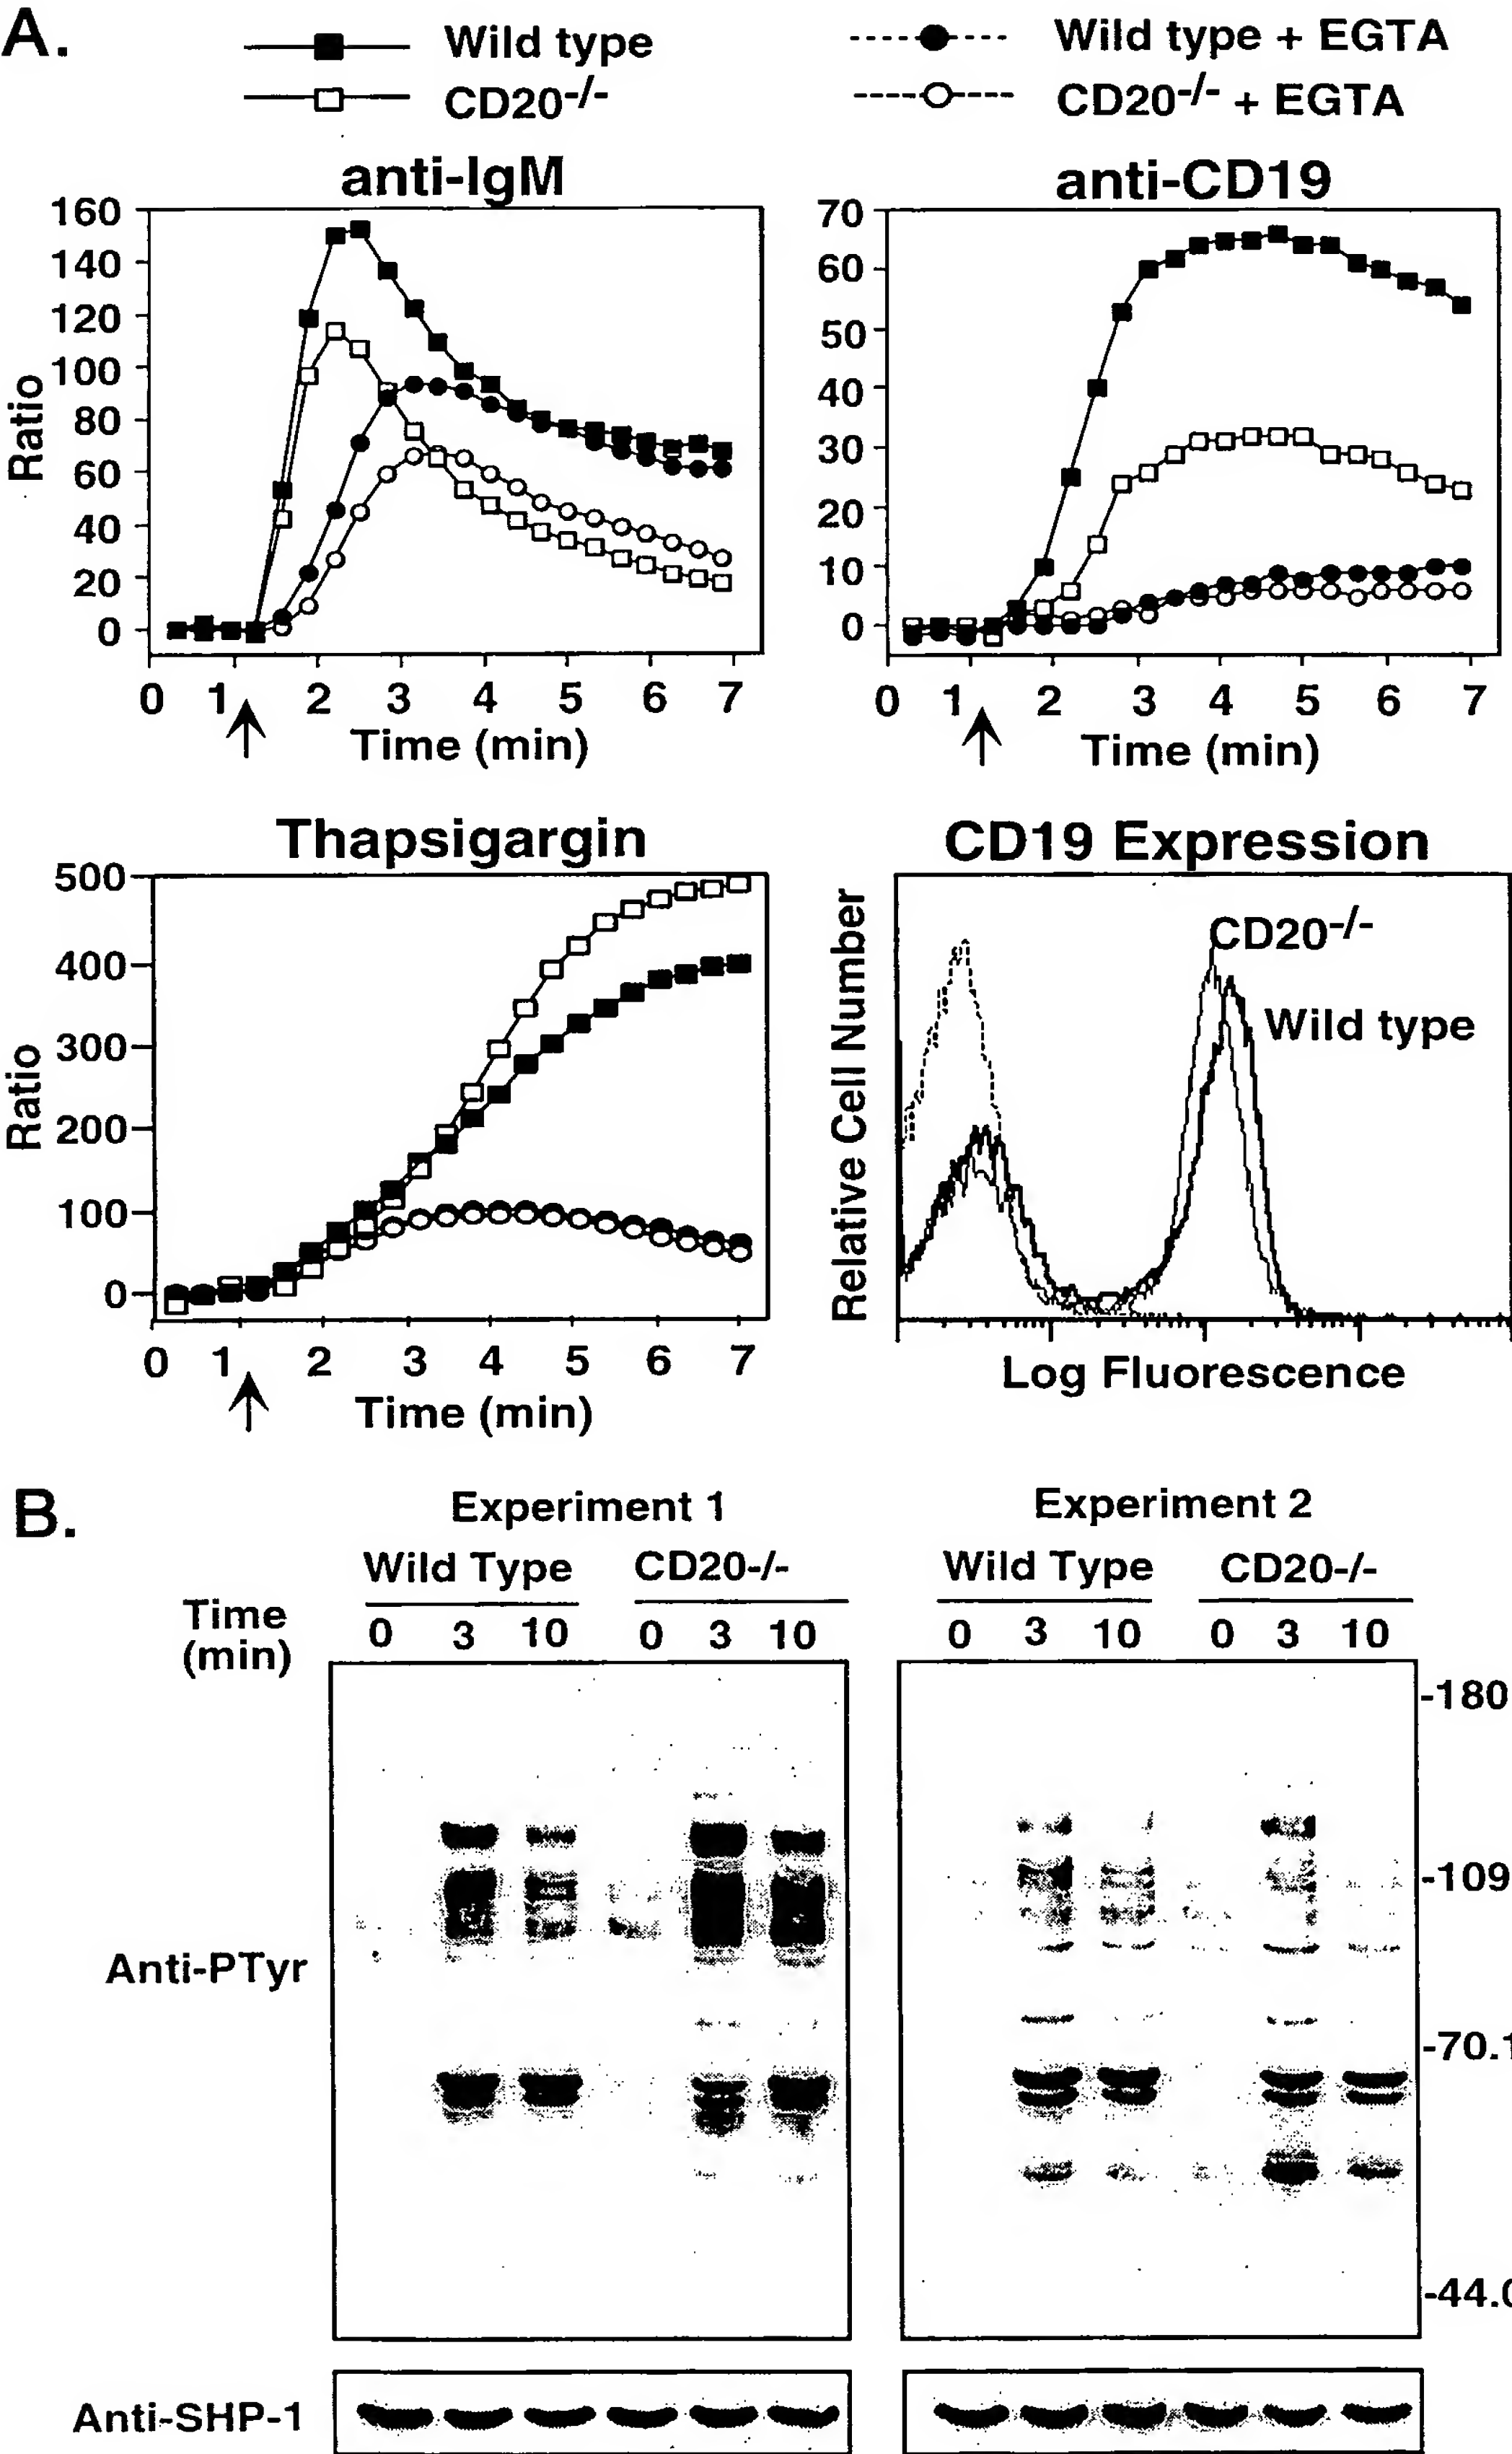 A.
Wild type
CD20-/-
Wild type + EGTA
CD20-/- + EGTA
anti-IgM
Ratio
160
140
120
100
80
60
40
20
0
0 1 2 3 4 5 6 7
Time (min)
anti-CD19
70
60
50
40
30
20
10
0
0 1 2 3 4 5 6 7
Time (min)
Thapsigargin
Ratio
500
400
300
200
100
0
0 1 2 3 4 5 6 7
Time (min)
CD19 Expression
Relative Cell Number
CD20-/-
Wild type
Log Fluorescence
B.
Experiment 1
Wild Type CD20-/-
Time
(min)
0 3 10 0 3 10
Experiment 2
Wild Type CD20-/-
0 3 10 0 3 10
-180
-109
-70.1
-44.0
Anti-PTyr
Anti-SHP-1